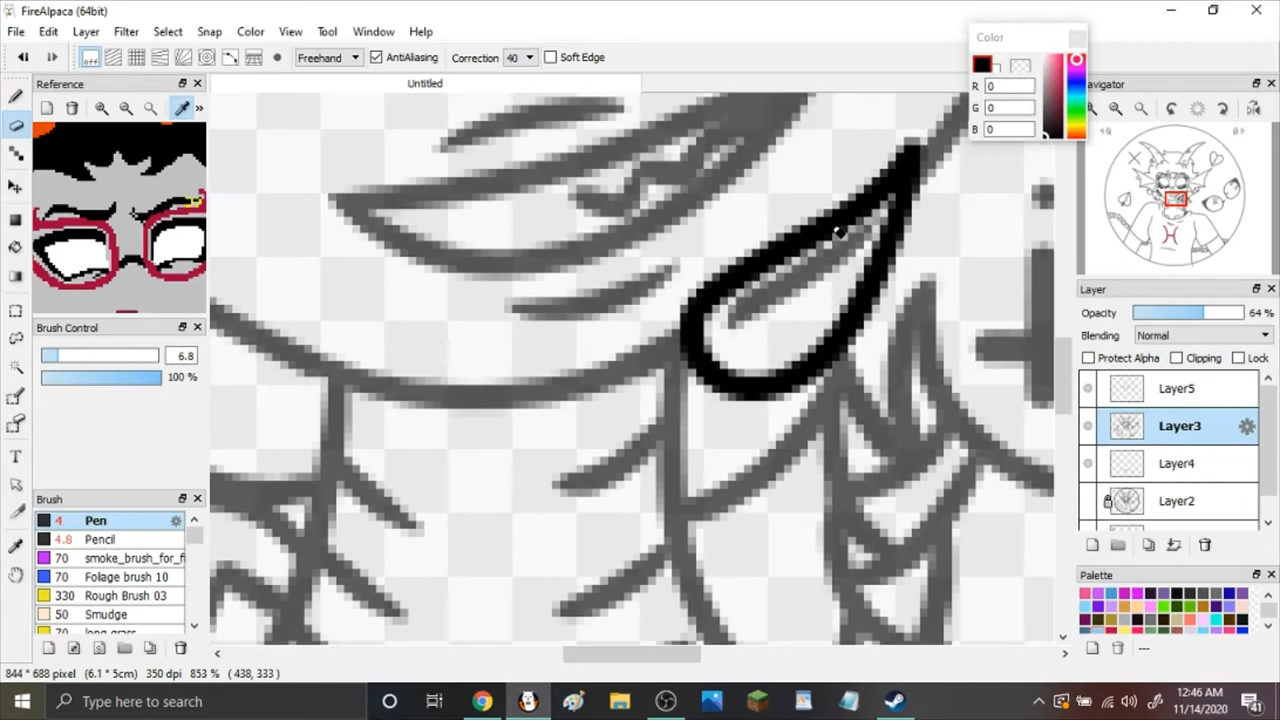 FireAlpaca (64bit)
File Edit Layer Filter Select Snap Color View Tool Window Help
off Freehand AntiAliasing Correction 40 Soft Edge
Color
R 0
G 0
B 0
Reference
Untitled
Navigator
Brush Control
6.8
100 %
Layer
Opacity 64 %
Blending Normal
Protect Alpha Clipping Lock
Layer5
Layer3
Layer4
Layer2
Brush
4 Pen
4.8 Pencil
70 smoke_brush_for_f
70 Foliage brush 10
330 Rough Brush 03
50 Smudge
70 long grass
Palette
---
844 * 688 pixel (6.1 * 5cm) 350 dpi 853 % ( 438, 333 )
Type here to search
12:46 AM
11/14/2020
41